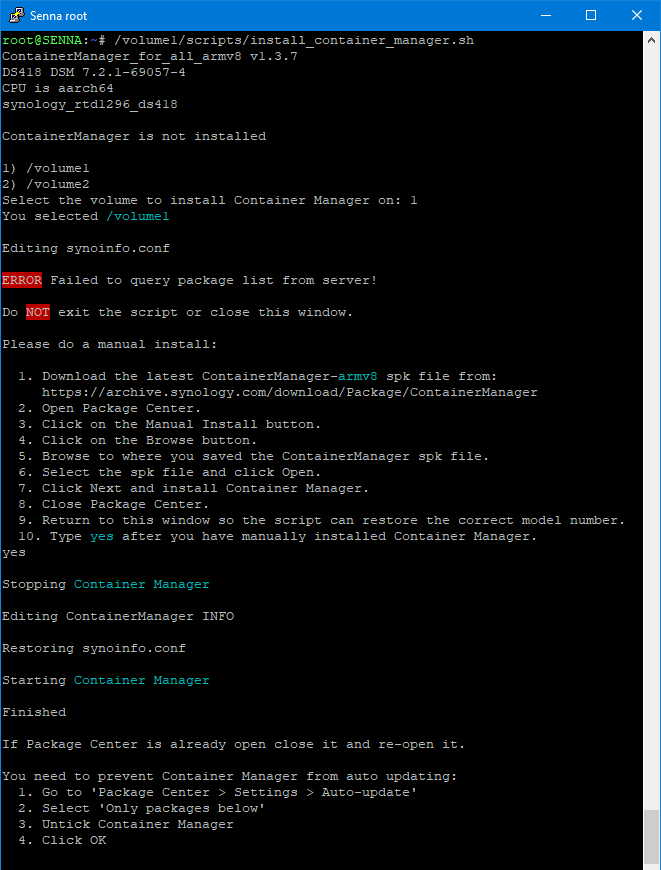 Senna root
root@SENNA:~# /volume1/scripts/install_container_manager.sh
ContainerManager_for_all_armv8 v1.3.7
DS418 DSM 7.2.1-69057-4
CPU is aarch64
synology_rtd1296_ds418
ContainerManager is not installed
1) /volume1
2) /volume2
Select the volume to install Container Manager on: 1
You selected /volume1
Editing synoinfo.conf
ERROR Failed to query package list from server!
Do NOT exit the script or close this window.
Please do a manual install:
1. Download the latest ContainerManager-armv8 spk file from:
https://archive.synology.com/download/Package/ContainerManager
2. Open Package Center.
3. Click on the Manual Install button.
4. Click on the Browse button.
5. Browse to where you saved the ContainerManager spk file.
6. Select the spk file and click Open.
7. Click Next and install Container Manager.
8. Close Package Center.
9. Return to this window so the script can restore the correct model number.
10. Type yes after you have manually installed Container Manager.
yes
Stopping Container Manager
Editing ContainerManager INFO
Restoring synoinfo.conf
Starting Container Manager
Finished
If Package Center is already open close it and re-open it.
You need to prevent Container Manager from auto updating:
1. Go to 'Package Center > Settings > Auto-update'
2. Select 'Only packages below'
3. Untick Container Manager
4. Click OK